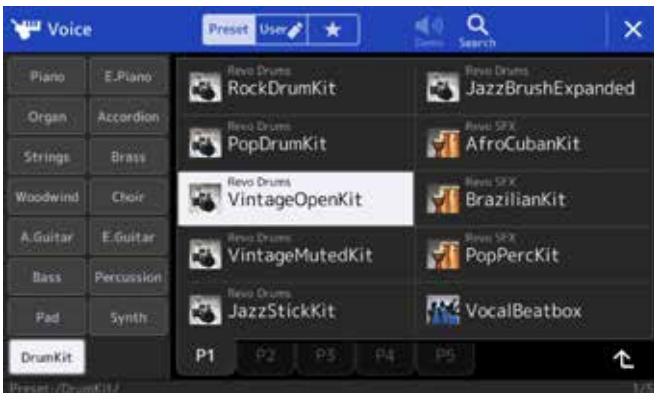 Voice
Preset User ★
Demo Search
Piano E.Piano
Organ Accordion
Strings Brass
Woodwind Choir
A.Guitar E.Guitar
Bass Percussion
Pad Synth
DrumKit
Revo Drums
RockDrumKit
Revo Drums
JazzBrushExpanded
Revo Drums
PopDrumKit
Revo SFX
AfroCubanKit
Revo Drums
VintageOpenKit
Revo SFX
BrazilianKit
Revo Drums
VintageMutedKit
Revo SFX
PopPercKit
Revo Drums
JazzStickKit
VocalBeatbox
P1 P2 P3 P4 P5
Preset:/DrumKit/
1/5